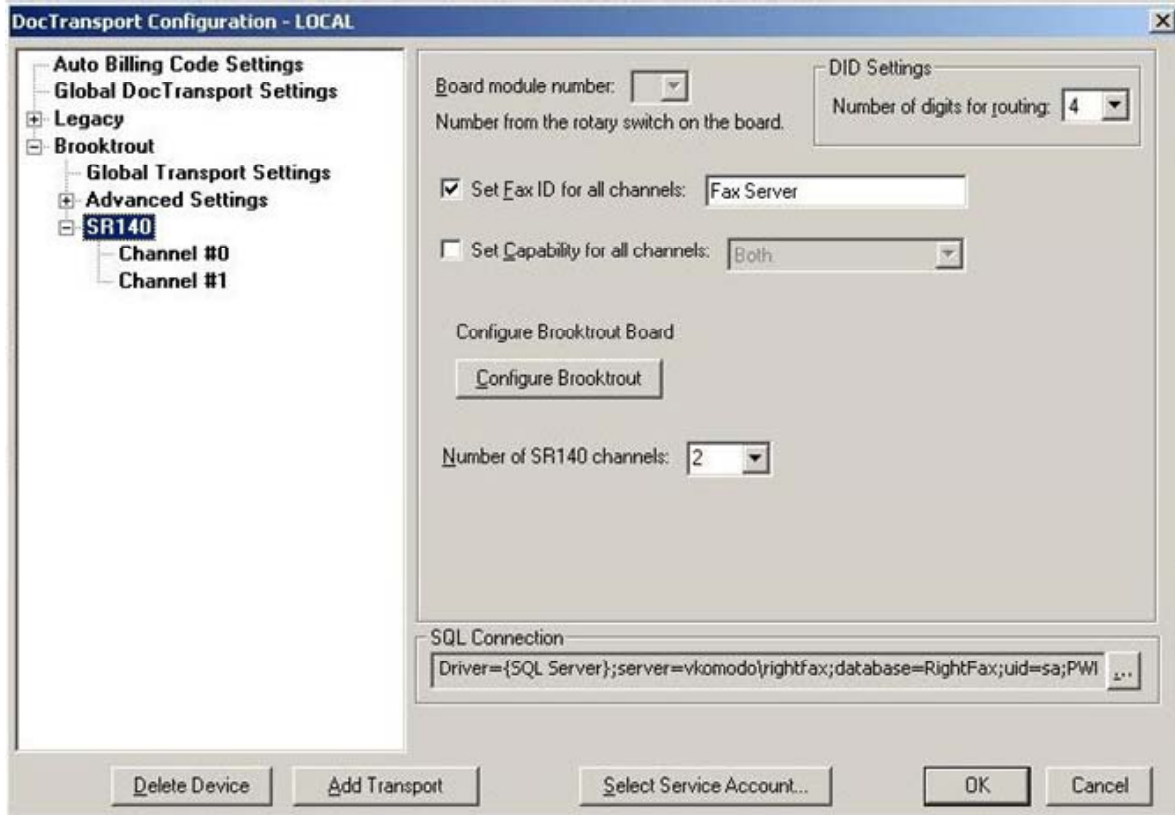 DocTransport Configuration - LOCAL
Auto Billing Code Settings
Global DocTransport Settings
Legacy
Brooktrout
Global Transport Settings
Advanced Settings
SR140
Channel #0
Channel #1
Board module number:
Number from the rotary switch on the board.
DID Settings
Number of digits for routing: 4
Set Fax ID for all channels: Fax Server
Set Capability for all channels: Both
Configure Brooktrout Board
Configure Brooktrout
Number of SR140 channels: 2
SQL Connection
Driver={SQL Server};server=vkomodo\rightfax;database=RightFax;uid=sa;PWI ...
Delete Device Add Transport Select Service Account... OK Cancel